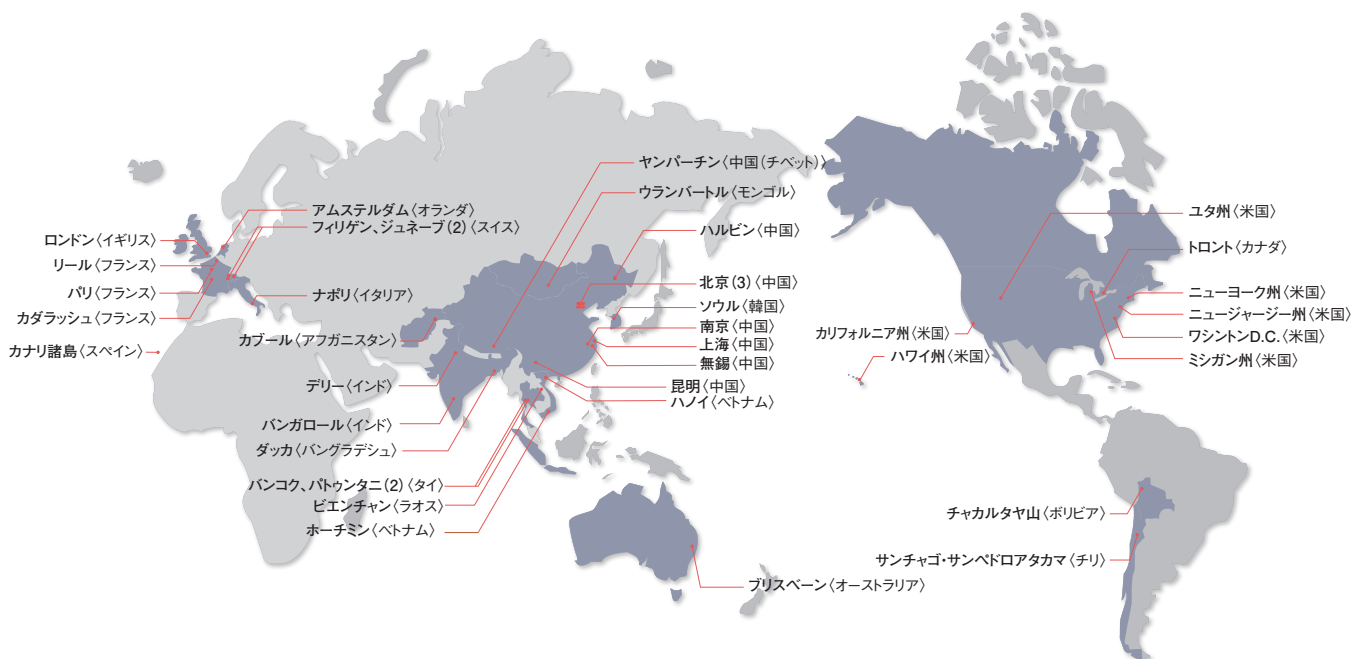 ヤンパーチン〈中国(チベット)〉
ウランバートル〈モンゴル〉
アムステルダム〈オランダ〉
フィリゲン、ジュネーブ(2)〈スイス〉
ハルビン〈中国〉
ロンドン〈イギリス〉
リール〈フランス〉
パリ〈フランス〉
カダラッシュ〈フランス〉
ナポリ〈イタリア〉
北京(3)〈中国〉
ソウル〈韓国〉
南京〈中国〉
上海〈中国〉
無錫〈中国〉
カブール〈アフガニスタン〉
カナリ諸島〈スペイン〉
デリー〈インド〉
昆明〈中国〉
ハノイ〈ベトナム〉
バンガロール〈インド〉
ダッカ〈バングラデシュ〉
バンコク、パトゥンタニ(2)〈タイ〉
ビエンチャン〈ラオス〉
ホーチミン〈ベトナム〉
ブリスベーン〈オーストラリア〉
ユタ州〈米国〉
トロント〈カナダ〉
ニューヨーク州〈米国〉
ニュージャージー州〈米国〉
カリフォルニア州〈米国〉
ワシントンD.C.〈米国〉
ハワイ州〈米国〉
ミシガン州〈米国〉
チャカルタヤ山〈ボリビア〉
サンチャゴ・サンペドロアタカマ〈チリ〉